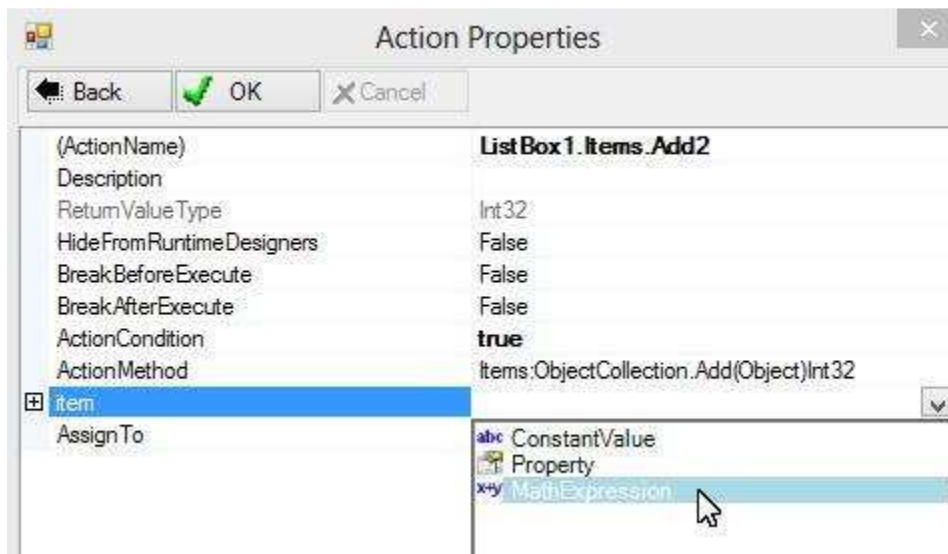 Action Properties
Back OK Cancel
(ActionName) ListBox1.Items.Add2
Description
ReturnValueType Int32
HideFromRuntimeDesigners False
BreakBeforeExecute False
BreakAfterExecute False
ActionCondition true
ActionMethod Items:ObjectCollection.Add(Object)Int32
item
AssignTo abc ConstantValue
Property
x+y MathExpression